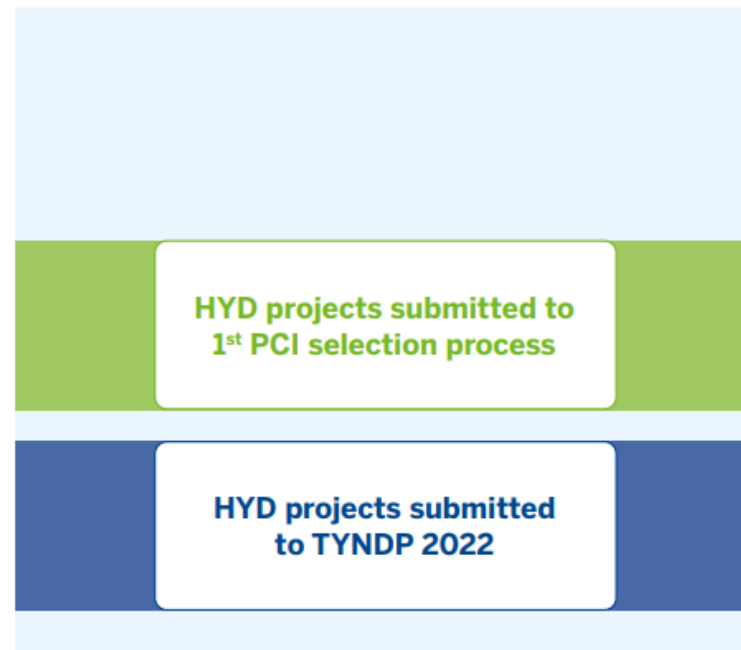 HYD projects submitted to
1st PCI selection process
HYD projects submitted
to TYNDP 2022